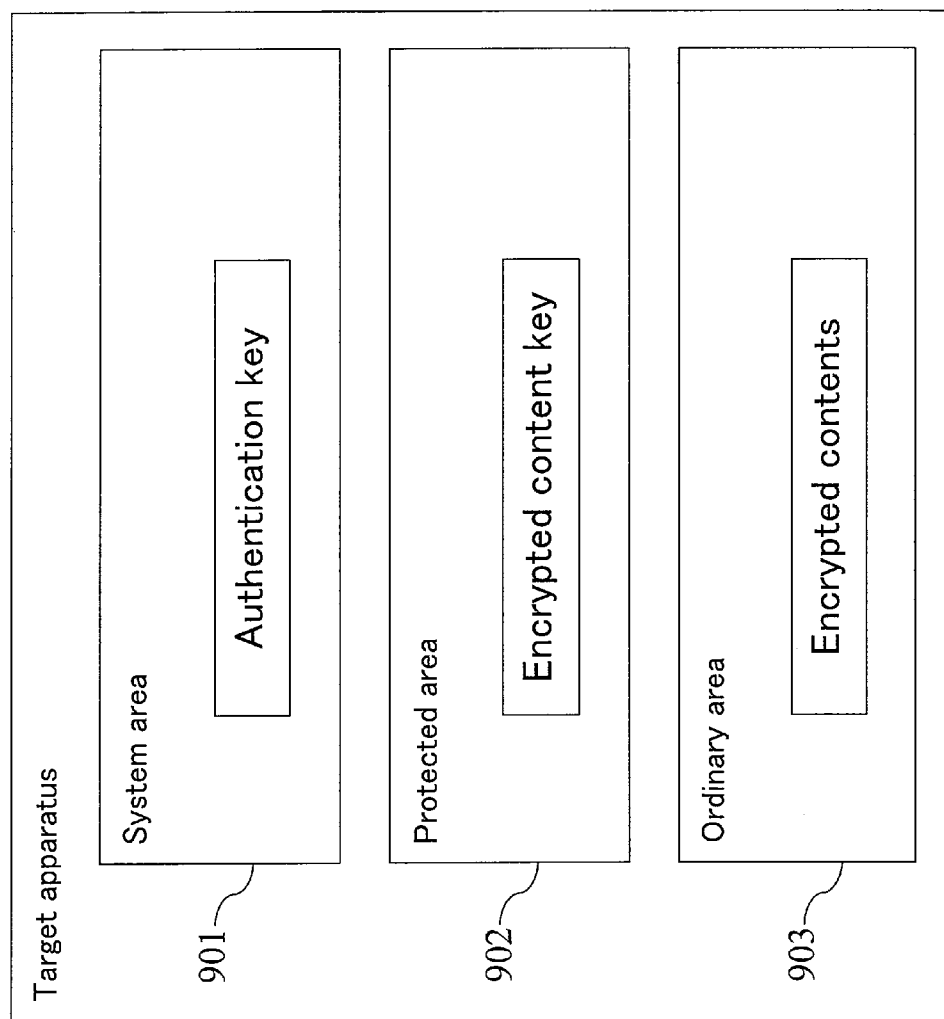 Target apparatus
901
System area
Authentication key
902
Protected area
Encrypted content key
903
Ordinary area
Encrypted contents